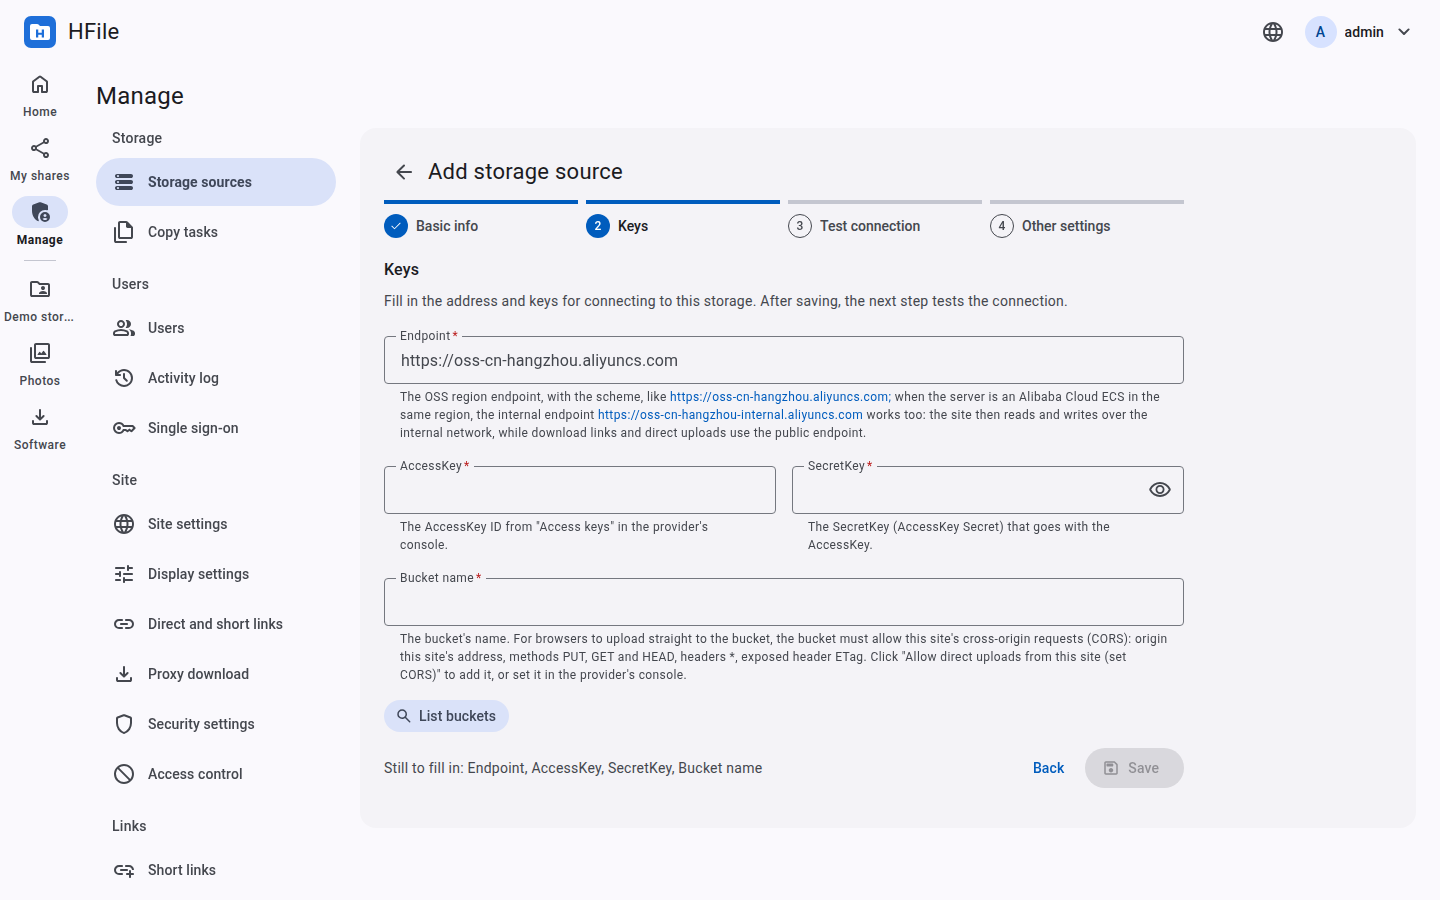 HFile
A
admin
Home
My shares
Manage
Demo stor...
Photos
Software
Manage
Storage
Storage sources
Copy tasks
Users
Users
Activity log
Single sign-on
Site
Site settings
Display settings
Direct and short links
Proxy download
Security settings
Access control
Links
Short links
Add storage source
Basic info
2 Keys
3 Test connection
4 Other settings
Keys
Fill in the address and keys for connecting to this storage. After saving, the next step tests the connection.
Endpoint *
https://oss-cn-hangzhou.aliyuncs.com
The OSS region endpoint, with the scheme, like https://oss-cn-hangzhou.aliyuncs.com; when the server is an Alibaba Cloud ECS in the
same region, the internal endpoint https://oss-cn-hangzhou-internal.aliyuncs.com works too: the site then reads and writes over the
internal network, while download links and direct uploads use the public endpoint.
AccessKey *
The AccessKey ID from "Access keys" in the provider's
console.
SecretKey *
The SecretKey (AccessKey Secret) that goes with the
AccessKey.
Bucket name *
The bucket's name. For browsers to upload straight to the bucket, the bucket must allow this site's cross-origin requests (CORS): origin
this site's address, methods PUT, GET and HEAD, headers *, exposed header ETag. Click "Allow direct uploads from this site (set
CORS)" to add it, or set it in the provider's console.
List buckets
Still to fill in: Endpoint, AccessKey, SecretKey, Bucket name
Back
Save